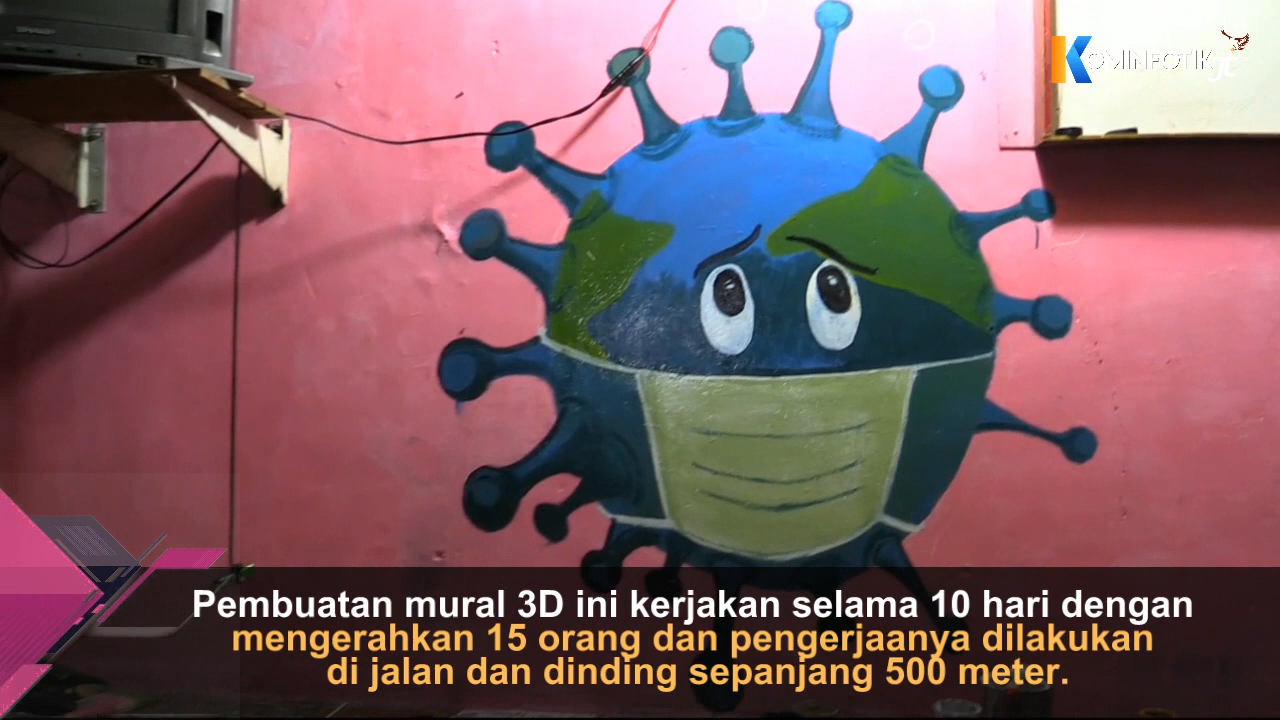 SHARP
KOMINFOTIK
Pembuatan mural 3D ini kerjakan selama 10 hari dengan
mengerahkan 15 orang dan pengerjaanya dilakukan
di jalan dan dinding sepanjang 500 meter.